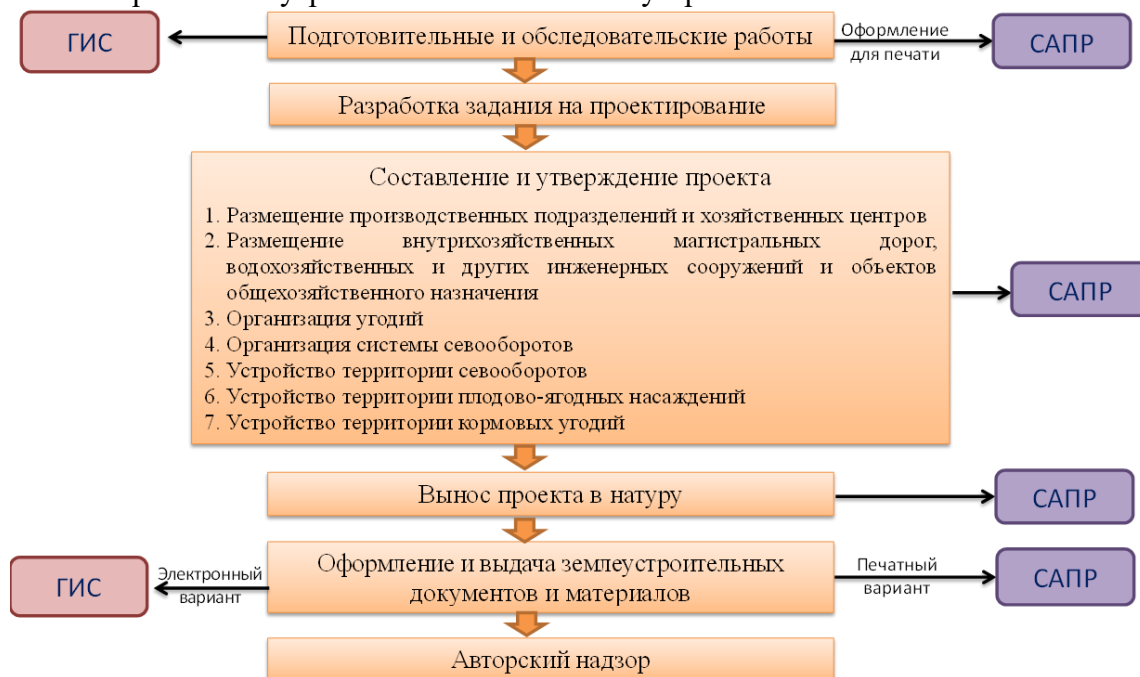 ГИС
Подготовительные и обследовательские работы
Оформление
для печати
САПР
Разработка задания на проектирование
Составление и утверждение проекта
1. Размещение производственных подразделений и хозяйственных центров
2. Размещение внутрихозяйственных магистральных дорог,
водохозяйственных и других инженерных сооружений и объектов
общехозяйственного назначения
3. Организация угодий
4. Организация системы севооборотов
5. Устройство территории севооборотов
6. Устройство территории плодово-ягодных насаждений
7. Устройство территории кормовых угодий
САПР
Вынос проекта в натуру
САПР
ГИС
Электронный
вариант
Оформление и выдача землеустроительных
документов и материалов
Печатный
вариант
САПР
Авторский надзор